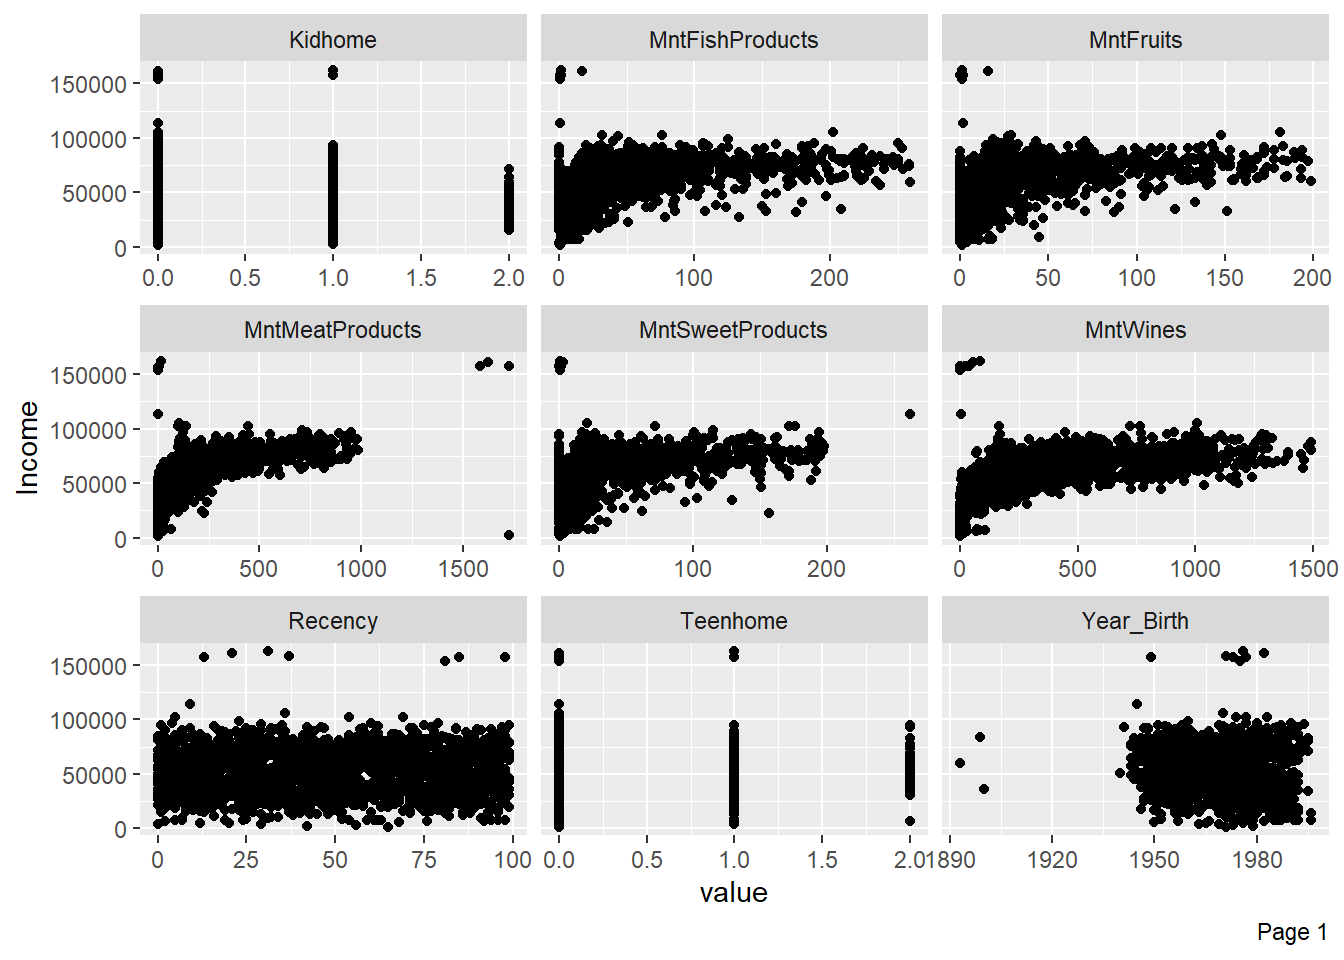 Kidhome MntFishProducts MntFruits
150000
100000
50000
0
0.0 0.5 1.0 1.5 2.0 0 100 200 0 50 100 150 200
MntMeatProducts MntSweetProducts MntWines
150000
100000
50000
0
0 500 1000 1500 0 100 200 0 500 1000 1500
Income
Recency Teenhome Year_Birth
150000
100000
50000
0
0 25 50 75 100 0.0 0.5 1.0 1.5 2.0 1890 1920 1950 1980
value
Page 1